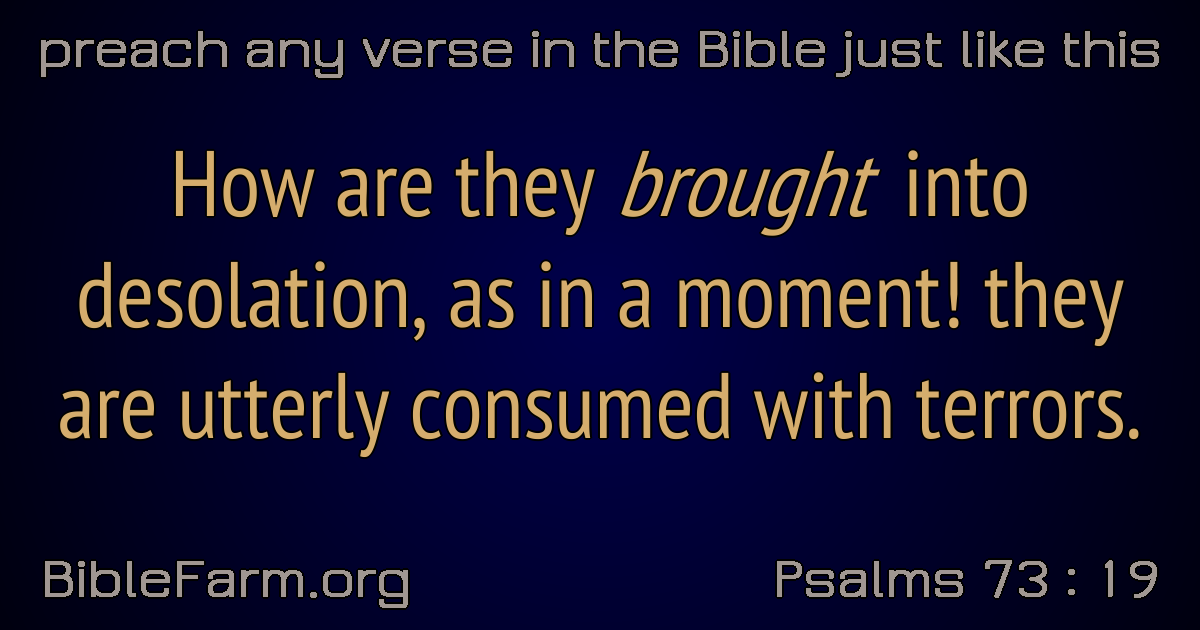 preach any verse in the Bible just like this
How are they brought into
desolation, as in a moment! they
are utterly consumed with terrors.
BibleFarm.org
Psalms 73 : 19